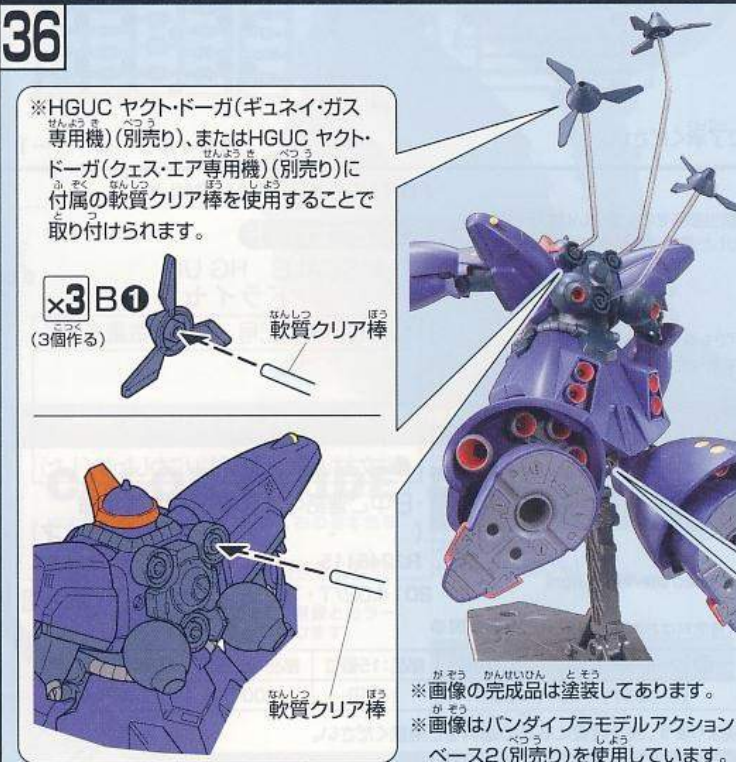 36
※HGUC ヤクト・ドーガ(ギュネイ・ガス
専用機)(別売り)、またはHGUC ヤクト・
ドーガ(クェス・エア専用機)(別売り)に
付属の軟質クリア棒を使用することで
取り付けられます。
×3 B❶
(3個作る)
軟質クリア棒
軟質クリア棒
※画像の完成品は塗装してあります。
※画像はバンダイプラモデルアクション
ベース2(別売り)を使用しています。